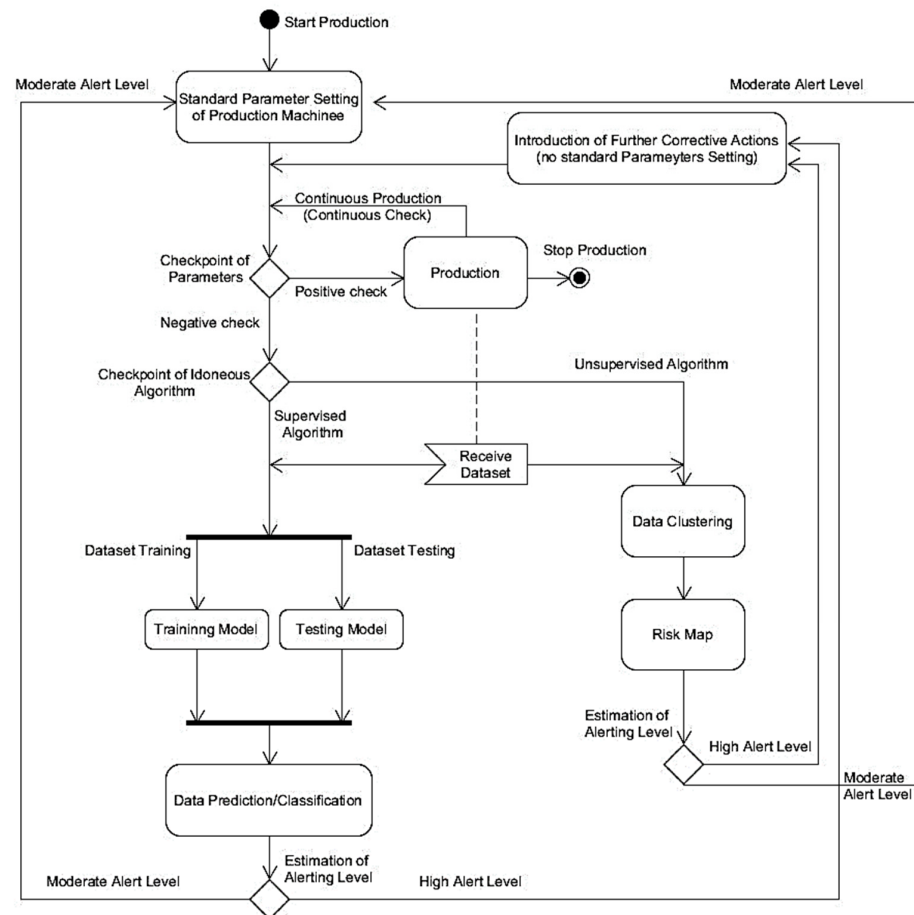 Start Production
Moderate Alert Level
Moderate Alert Level
Standard Parameter Setting
of Production Machinee
Introduction of Further Corrective Actions
(no standard Parameyters Setting)
Continuous Production
(Continuous Check)
Checkpoint of
Parameters
Positive check
Production
Stop Production
Negative check
Checkpoint of Idoneous
Algorithm
Unsupervised Algorithm
Supervised
Algorithm
Receive
Dataset
Data Clustering
Dataset Training
Dataset Testing
Traininng Model
Testing Model
Risk Map
Estimation of
Alerting Level
High Alert Level
Moderate
Alert Level
Data Prediction/Classification
Estimation of
Alerting Level
Moderate Alert Level
High Alert Level